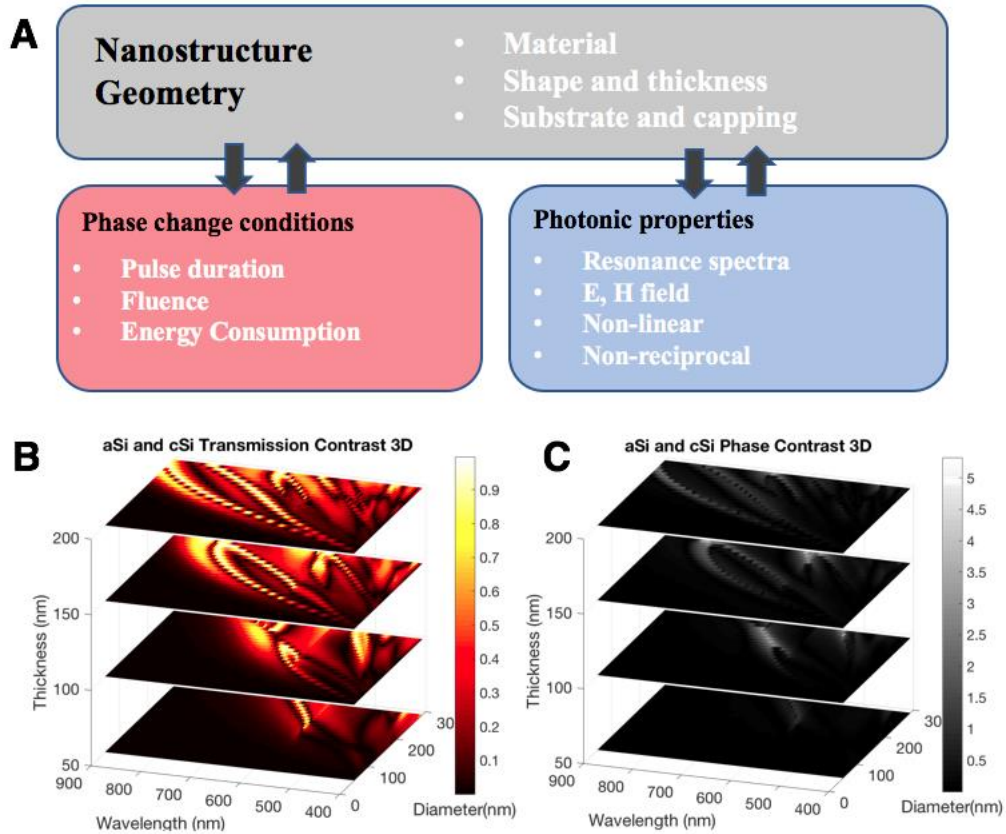 A
Nanostructure
Geometry
• Material
• Shape and thickness
• Substrate and capping
Phase change conditions
• Pulse duration
• Fluence
• Energy Consumption
Photonic properties
• Resonance spectra
• E, H field
• Non-linear
• Non-reciprocal
B
aSi and cSi Transmission Contrast 3D
200
150
100
50
Thickness (nm)
900
800
700
600
500
400
Wavelength (nm)
0
100
200
30
Diameter(nm)
0.9
0.8
0.7
0.6
0.5
0.4
0.3
0.2
0.1
C
aSi and cSi Phase Contrast 3D
200
150
100
50
Thickness (nm)
900
800
700
600
500
400
Wavelength (nm)
0
100
200
30
Diameter(nm)
5
4.5
4
3.5
3
2.5
2
1.5
1
0.5